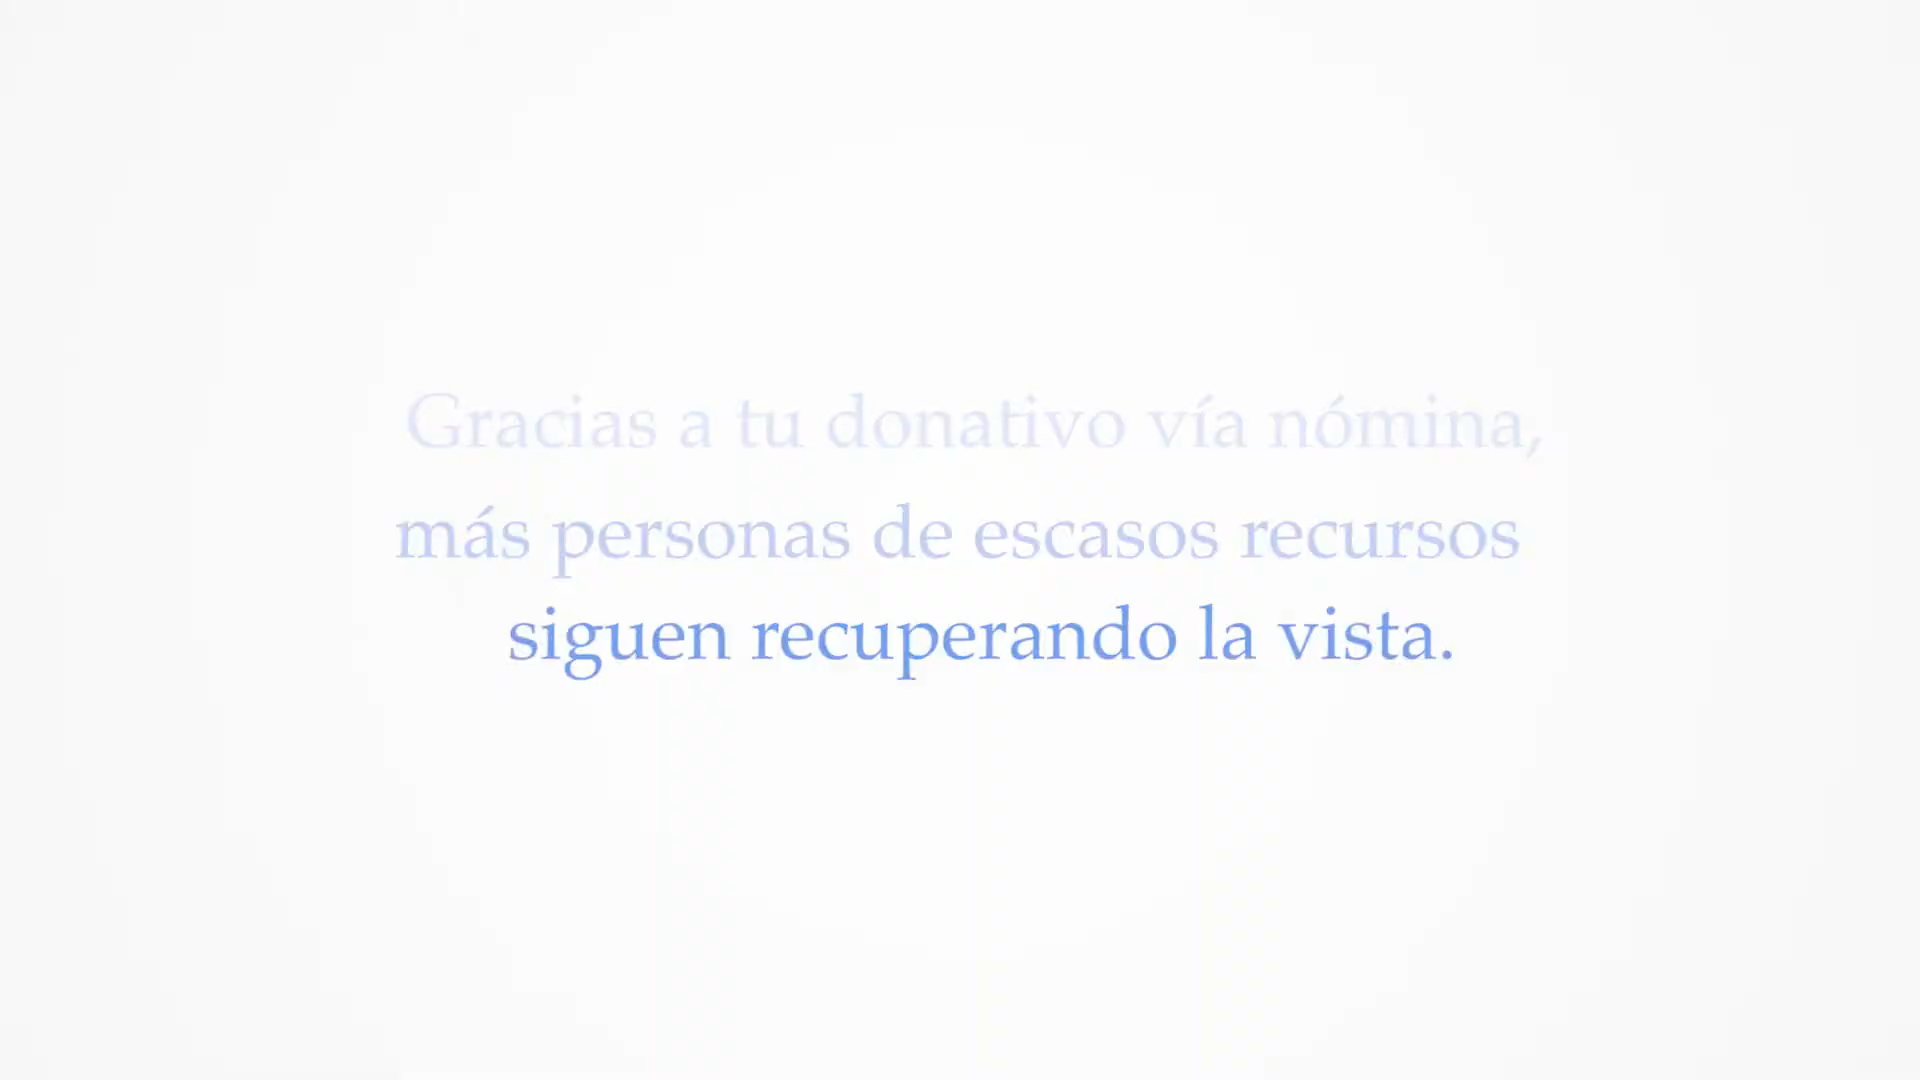 Gracias a tu donativo vía nómina,
más personas de escasos recursos
siguen recuperando la vista.